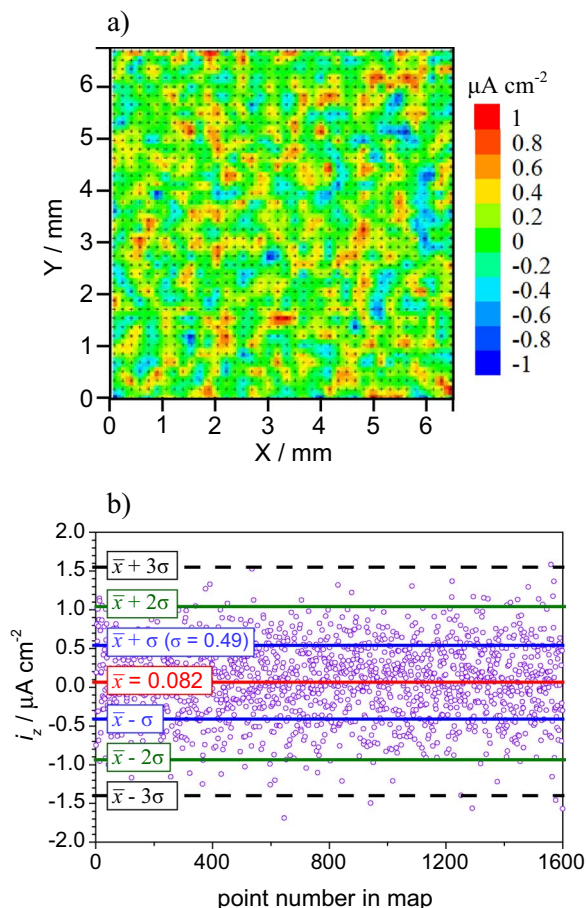 a)
μA cm-2
6
5
4
3
2
1
0
Y / mm
0 1 2 3 4 5 6
X / mm
1
0.8
0.6
0.4
0.2
0
-0.2
-0.4
-0.6
-0.8
-1
b)
2.0
1.5
1.0
0.5
0.0
-0.5
-1.0
-1.5
-2.0
iz / μA cm-2
x̅ + 3σ
x̅ + 2σ
x̅ + σ (σ = 0.49)
x̅ = 0.082
x̅ - σ
x̅ - 2σ
x̅ - 3σ
0 400 800 1200 1600
point number in map